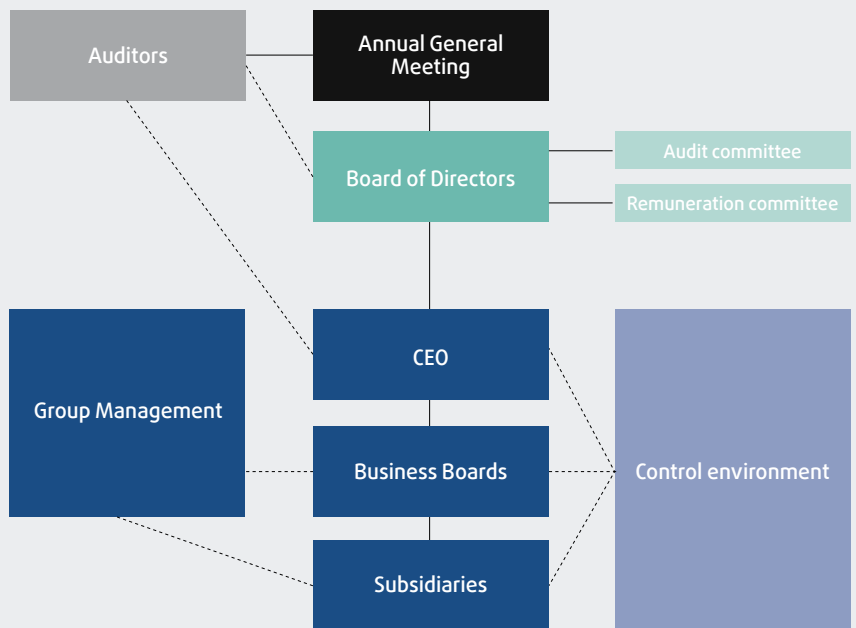 Auditors
Annual General
Meeting
Board of Directors
Audit committee
Remuneration committee
Group Management
CEO
Business Boards
Control environment
Subsidiaries